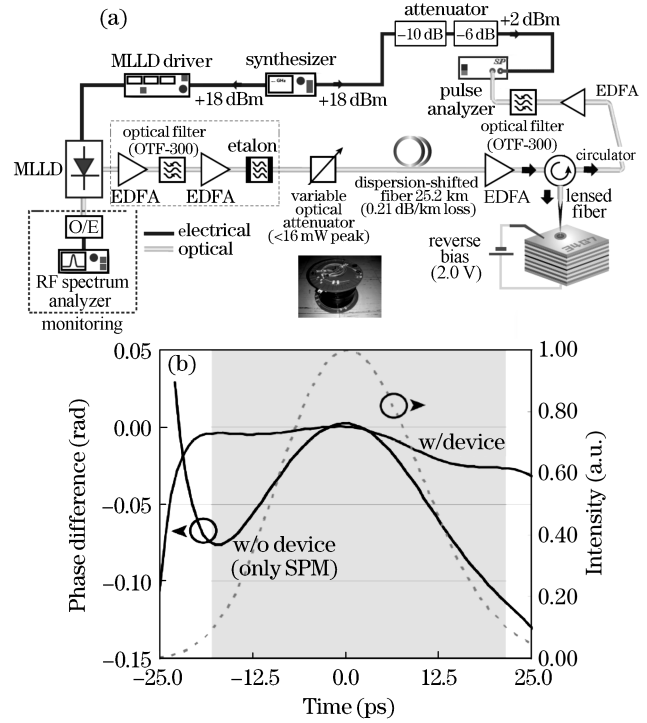 (a)
attenuator
−10 dB
−6 dB
+2 dBm
MLLD driver
synthesizer
+18 dBm
+18 dBm
pulse
analyzer
EDFA
optical filter
(OTF-300)
MLLD
optical filter
(OTF-300)
etalon
EDFA
EDFA
variable
optical
attenuator
(<16 mW peak)
dispersion-shifted
fiber 25.2 km
(0.21 dB/km loss)
EDFA
circulator
lensed
fiber
O/E
electrical
optical
reverse
bias
(2.0 V)
RF spectrum
analyzer
monitoring
(b)
0.05
0.00
−0.05
−0.10
−0.15
Phase difference (rad)
w/device
w/o device
(only SPM)
1.00
0.80
0.60
0.40
0.20
0.00
Intensity (a.u.)
−25.0
−12.5
0.0
12.5
25.0
Time (ps)